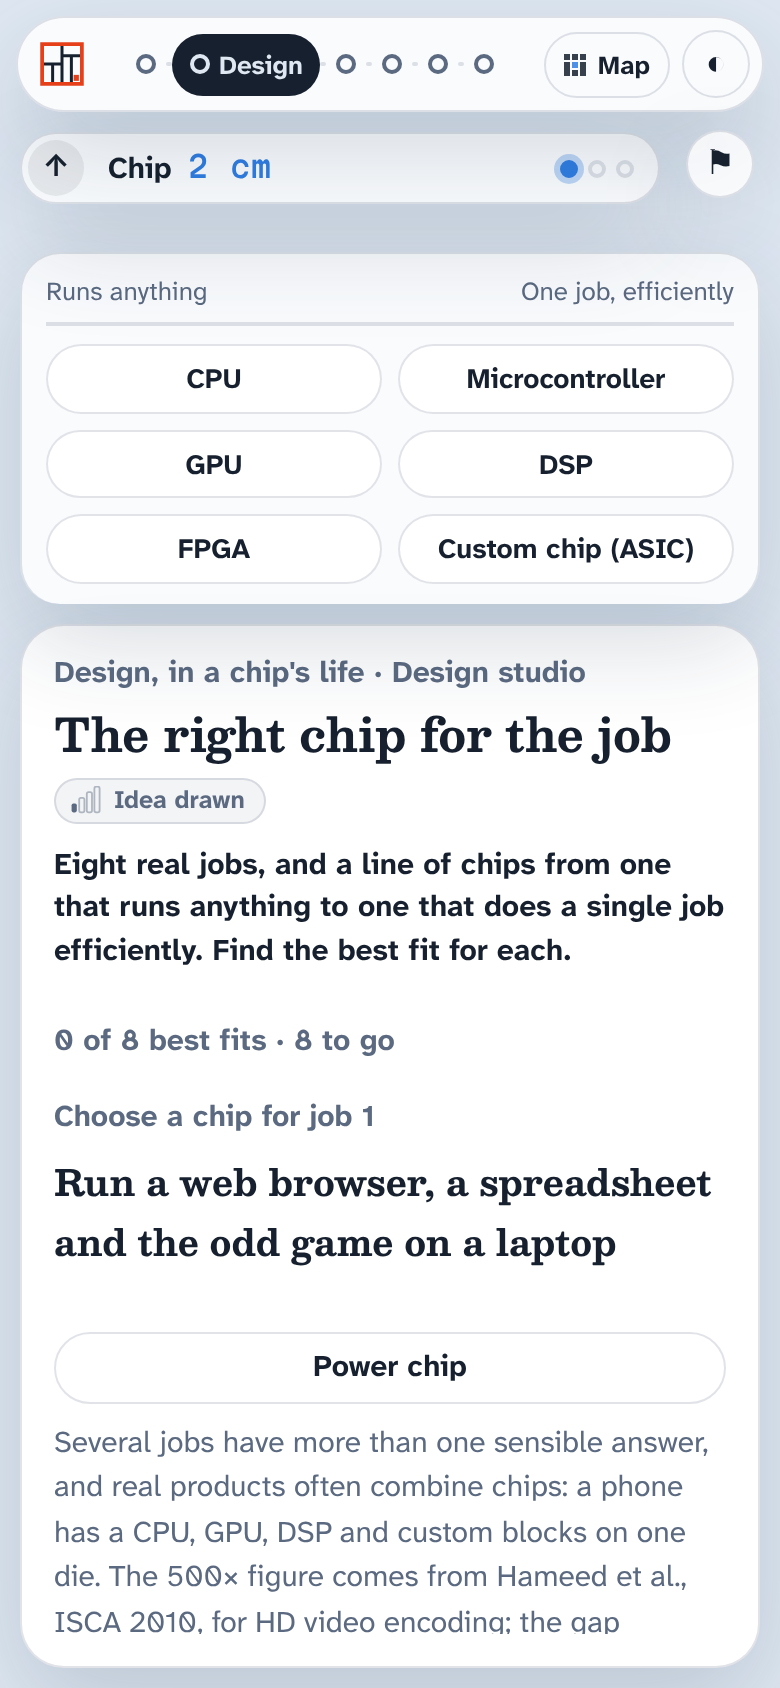 Design
Map
Chip 2 cm
Runs anything
One job, efficiently
CPU
Microcontroller
GPU
DSP
FPGA
Custom chip (ASIC)
Design, in a chip's life · Design studio
The right chip for the job
Idea drawn
Eight real jobs, and a line of chips from one
that runs anything to one that does a single job
efficiently. Find the best fit for each.
0 of 8 best fits · 8 to go
Choose a chip for job 1
Run a web browser, a spreadsheet
and the odd game on a laptop
Power chip
Several jobs have more than one sensible answer,
and real products often combine chips: a phone
has a CPU, GPU, DSP and custom blocks on one
die. The 500× figure comes from Hameed et al.,
ISCA 2010, for HD video encoding; the gap